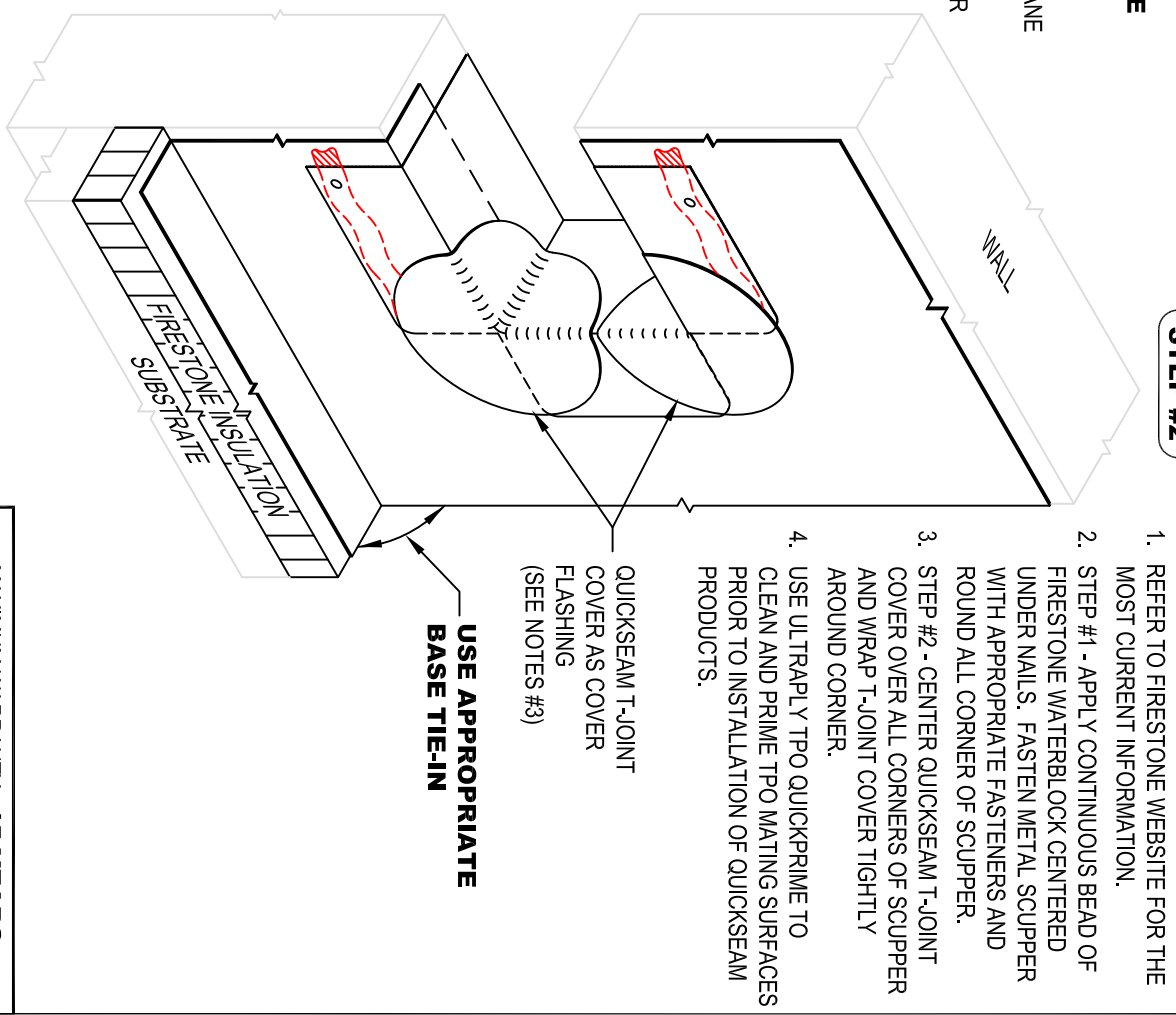 STEP #2
WALL
FIRESTONE INSULATION
SUBSTRATE
1. REFER TO FIRESTONE WEBSITE FOR THE
MOST CURRENT INFORMATION.
2. STEP #1 - APPLY CONTINUOUS BEAD OF
FIRESTONE WATERBLOCK CENTERED
UNDER NAILS. FASTEN METAL SCUPPER
WITH APPROPRIATE FASTENERS AND
ROUND ALL CORNER OF SCUPPER.
3. STEP #2 - CENTER QUICKSEAM T-JOINT
COVER OVER ALL CORNERS OF SCUPPER
AND WRAP T-JOINT COVER TIGHTLY
AROUND CORNER.
4. USE ULTRAPLY TPO QUICKPRIME TO
CLEAN AND PRIME TPO MATING SURFACES
PRIOR TO INSTALLATION OF QUICKSEAM
PRODUCTS.
QUICKSEAM T-JOINT
COVER AS COVER
FLASHING
(SEE NOTES #3)
USE APPROPRIATE
BASE TIE-IN